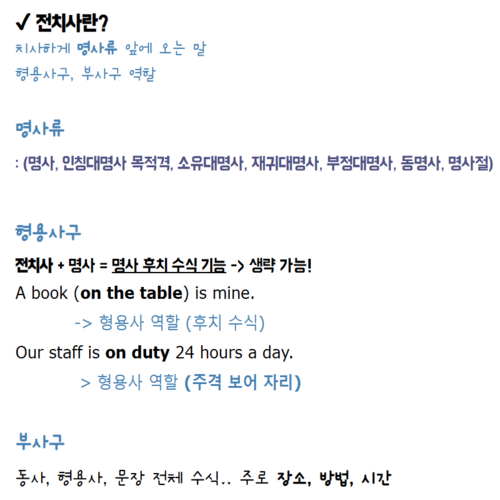 ✓ 전치사란?
치사하게 명사류 앞에 오는 말
형용사구, 부사구 역할
명사류
: (명사, 인칭대명사 목적격, 소유대명사, 재귀대명사, 부정대명사, 동명사, 명사절)
형용사구
전치사 + 명사 = 명사 후치 수식 기능 -> 생략 가능!
A book (on the table) is mine.
-> 형용사 역할 (후치 수식)
Our staff is on duty 24 hours a day.
> 형용사 역할 (주격 보어 자리)
부사구
동사, 형용사, 문장 전체 수식.. 주로 장소, 방법, 시간